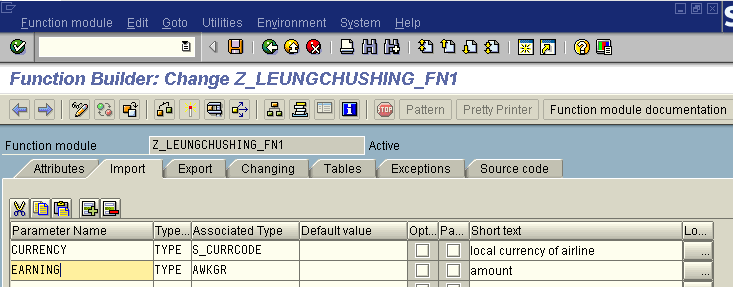 Function module Edit Goto Utilities Environment System Help
Function Builder: Change Z_LEUNGCHUSHING_FN1
STOP Pattern Pretty Printer Function module documentation
Function module Z_LEUNGCHUSHING_FN1 Active
Attributes Import Export Changing Tables Exceptions Source code
Parameter Name Type... Associated Type Default value Opt... Pa... Short text Lo...
CURRENCY TYPE S_CURRCODE local currency of airline ...
EARNING TYPE AWKGR amount ...
...